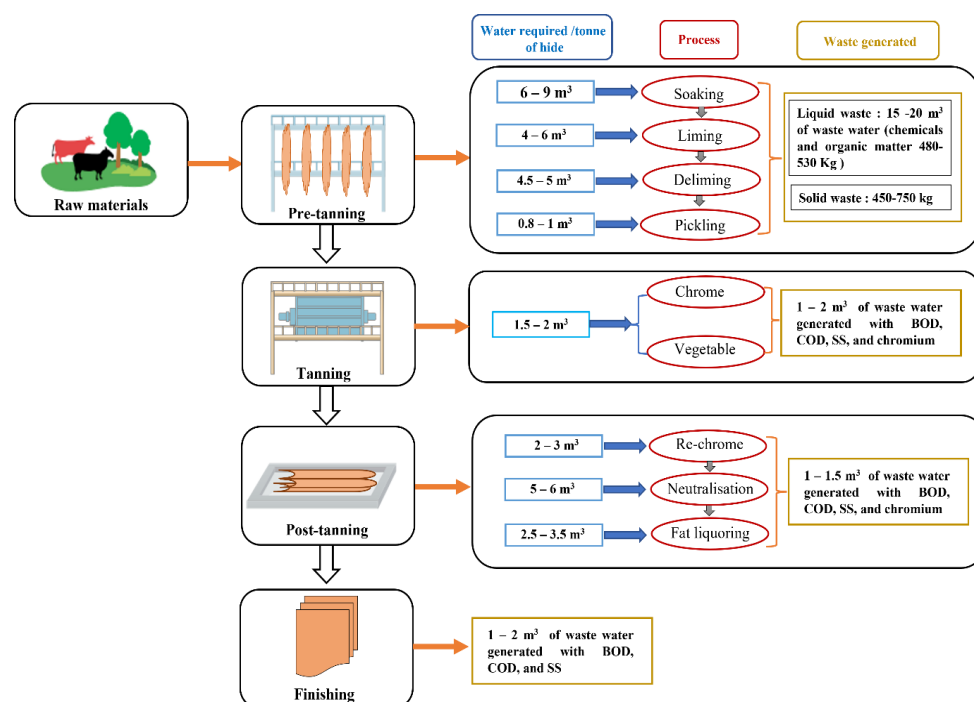 Water required /tonne
of hide
Process
Waste generated
Raw materials
Pre-tanning
6 – 9 m³
Soaking
4 – 6 m³
Liming
4.5 – 5 m³
Deliming
0.8 – 1 m³
Pickling
Liquid waste : 15 -20 m³
of waste water (chemicals
and organic matter 480-
530 Kg )
Solid waste : 450-750 kg
Tanning
1.5 – 2 m³
Chrome
Vegetable
1 – 2 m³ of waste water
generated with BOD,
COD, SS, and chromium
Post-tanning
2 – 3 m³
Re-chrome
5 – 6 m³
Neutralisation
2.5 – 3.5 m³
Fat liquoring
1 – 1.5 m³ of waste water
generated with BOD,
COD, SS, and chromium
Finishing
1 – 2 m³ of waste water
generated with BOD,
COD, and SS